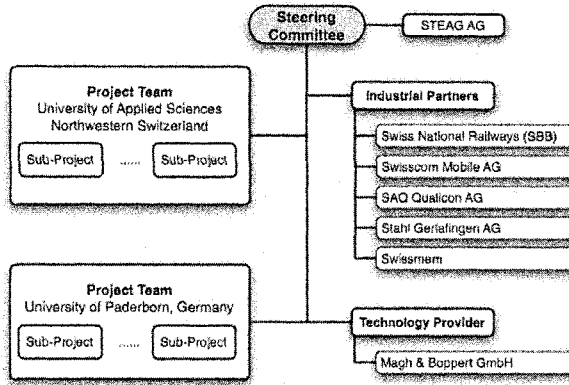 Steering
Committee
STEAG AG
Project Team
University of Applied Sciences
Northwestern Switzerland
Sub-Project ...... Sub-Project
Industrial Partners
Swiss National Railways (SBB)
Swisscom Mobile AG
SAQ Qualicon AG
Stahl Gerlafingen AG
Swissmem
Project Team
University of Paderborn, Germany
Sub-Project ...... Sub-Project
Technology Provider
Magh & Boppert GmbH